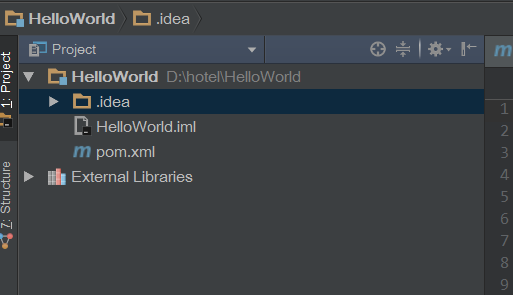 HelloWorld .idea
1: Project
Project
HelloWorld D:\hotel\HelloWorld
.idea
HelloWorld.iml
m pom.xml
External Libraries
7: Structure
m
1
2
3
4
5
6
7
8
9